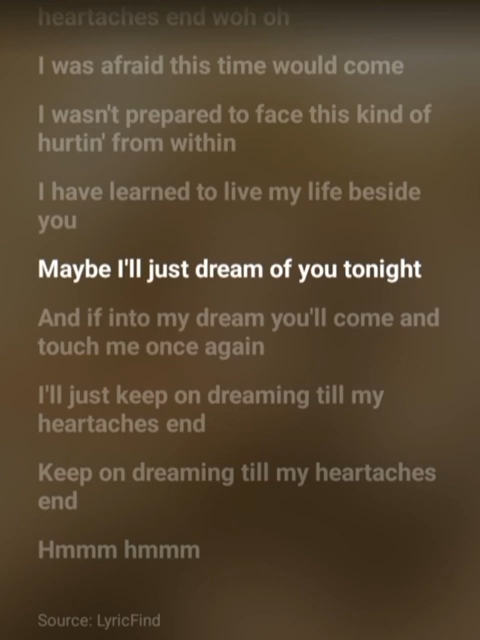 heartaches end woh oh
I was afraid this time would come
I wasn't prepared to face this kind of
hurtin' from within
I have learned to live my life beside
you
Maybe I'll just dream of you tonight
And if into my dream you'll come and
touch me once again
I'll just keep on dreaming till my
heartaches end
Keep on dreaming till my heartaches
end
Hmmm hmmm
Source: LyricFind